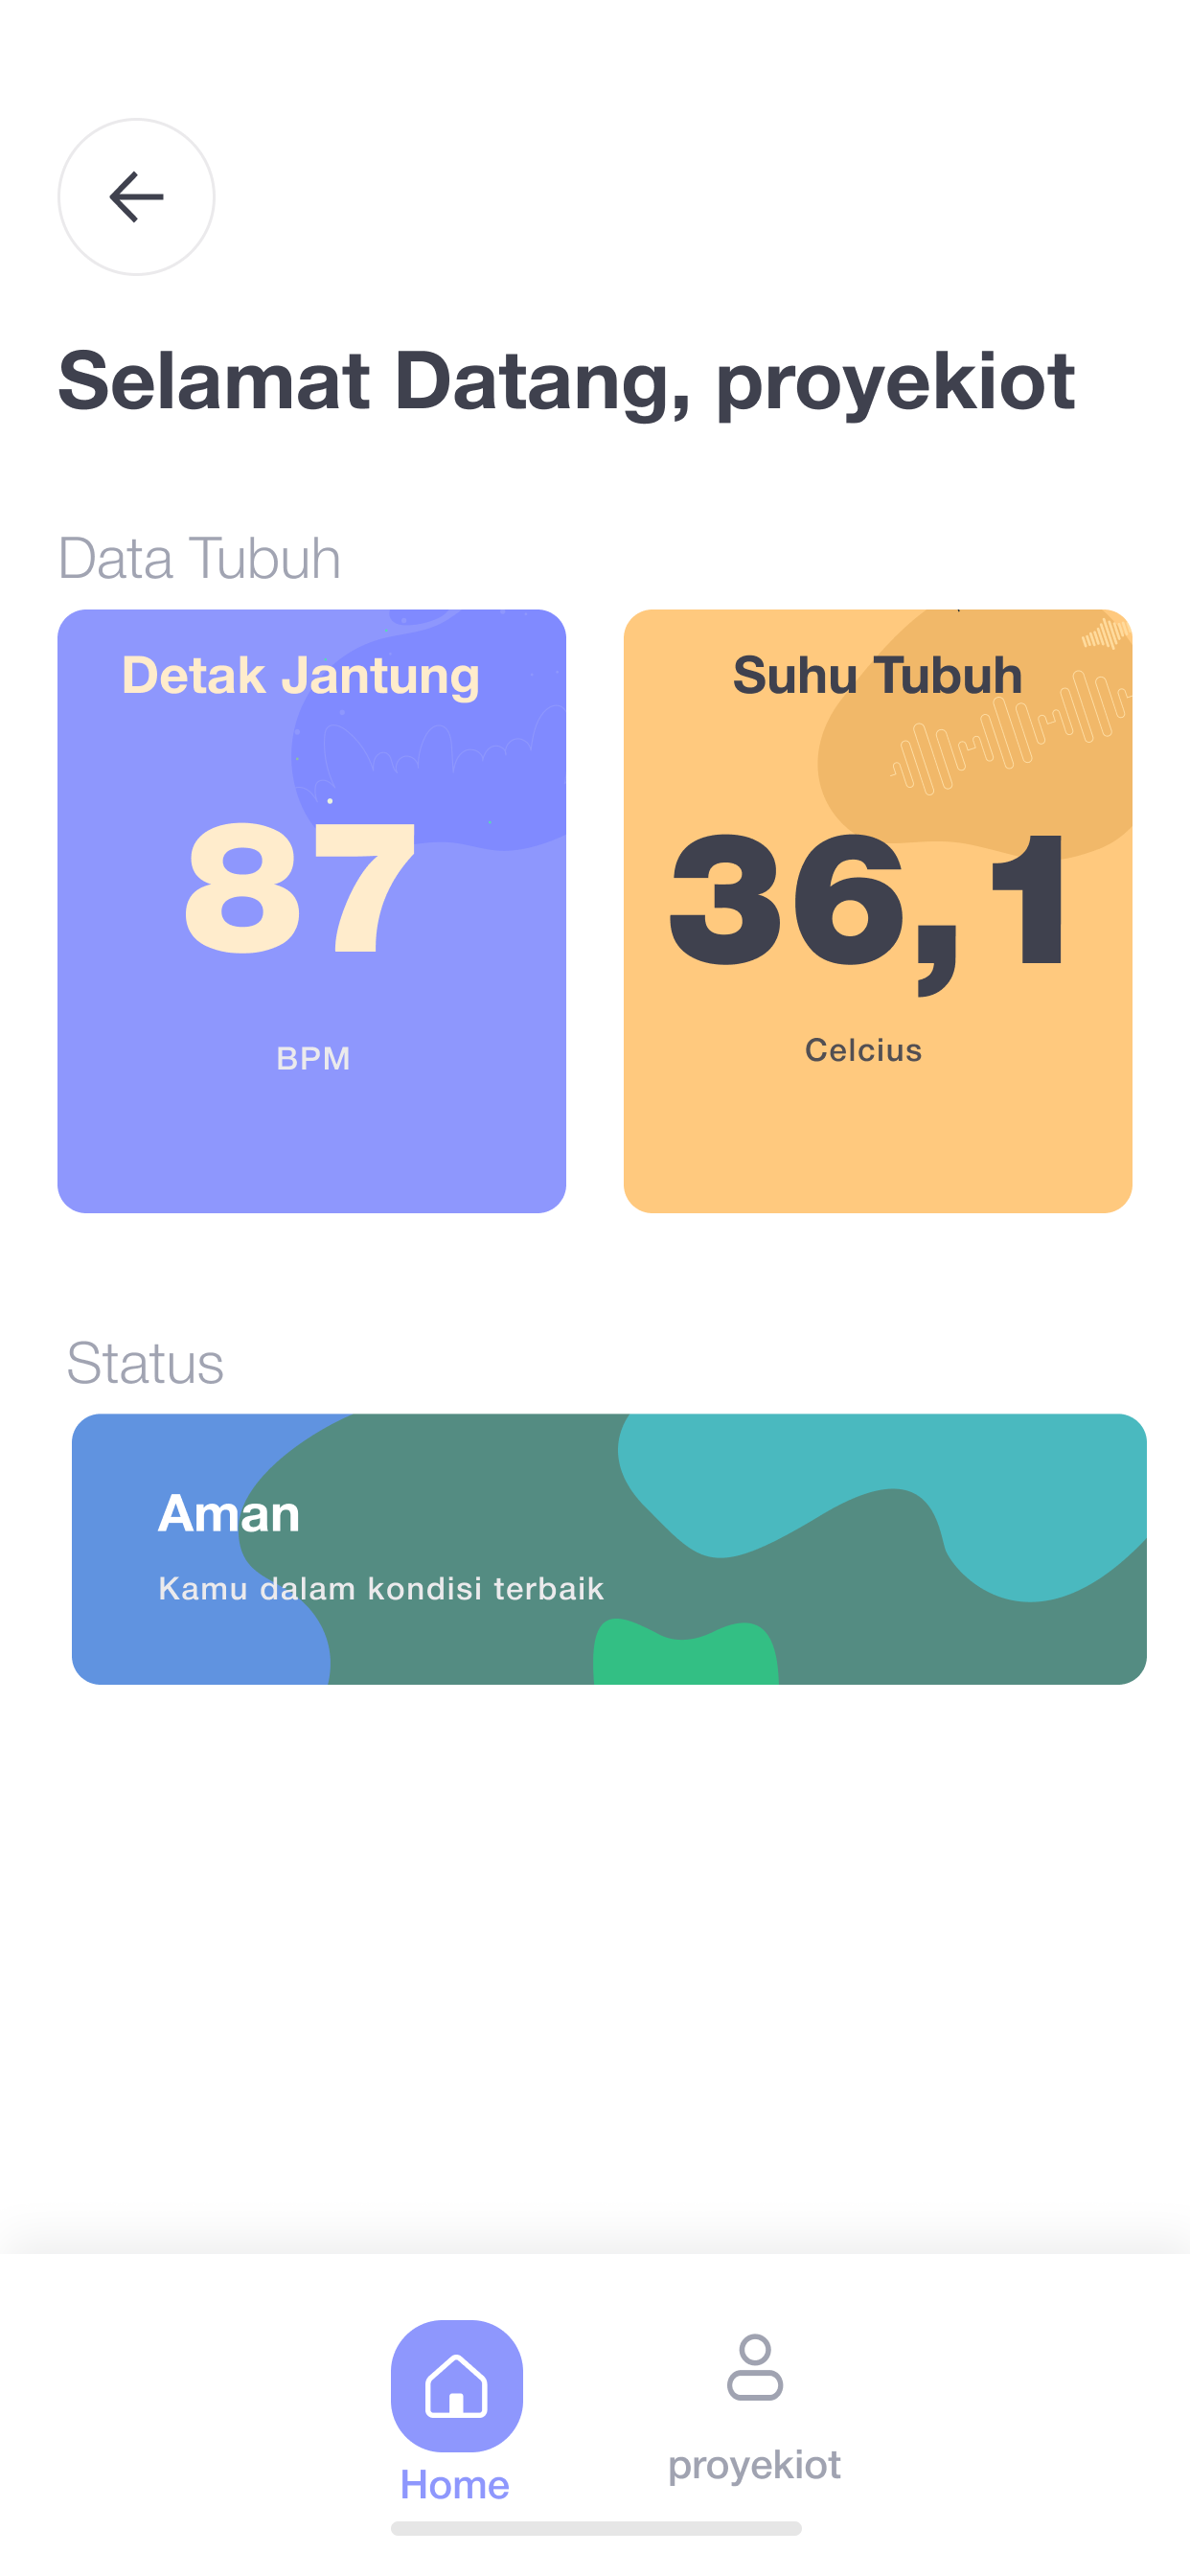 Selamat Datang, proyekiot
Data Tubuh
Detak Jantung
87
BPM
Suhu Tubuh
36,1
Celcius
Status
Aman
Kamu dalam kondisi terbaik
Home
proyekiot